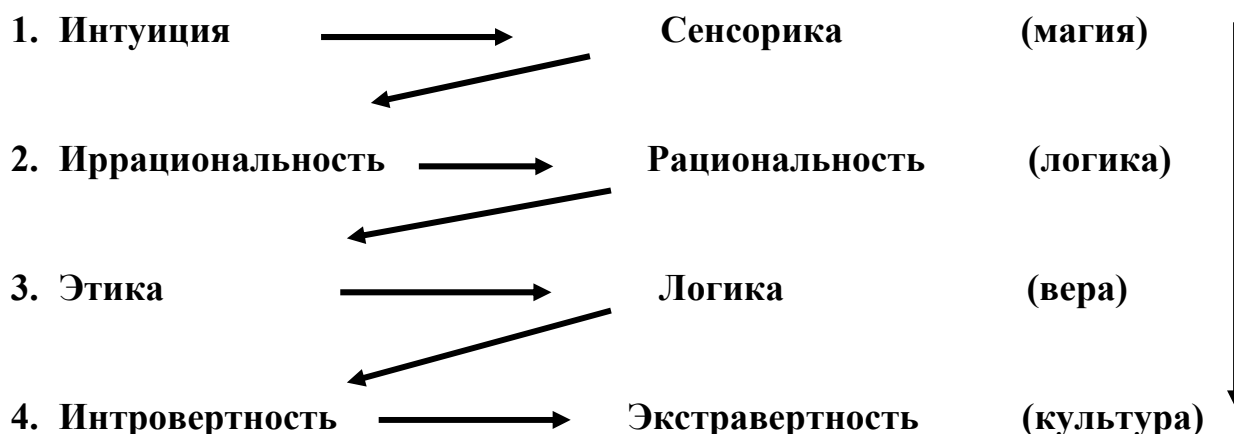 1. Интуиция Сенсорика (магия)
2. Иррациональность Рациональность (логика)
3. Этика Логика (вера)
4. Интровертность Экстравертность (культура)